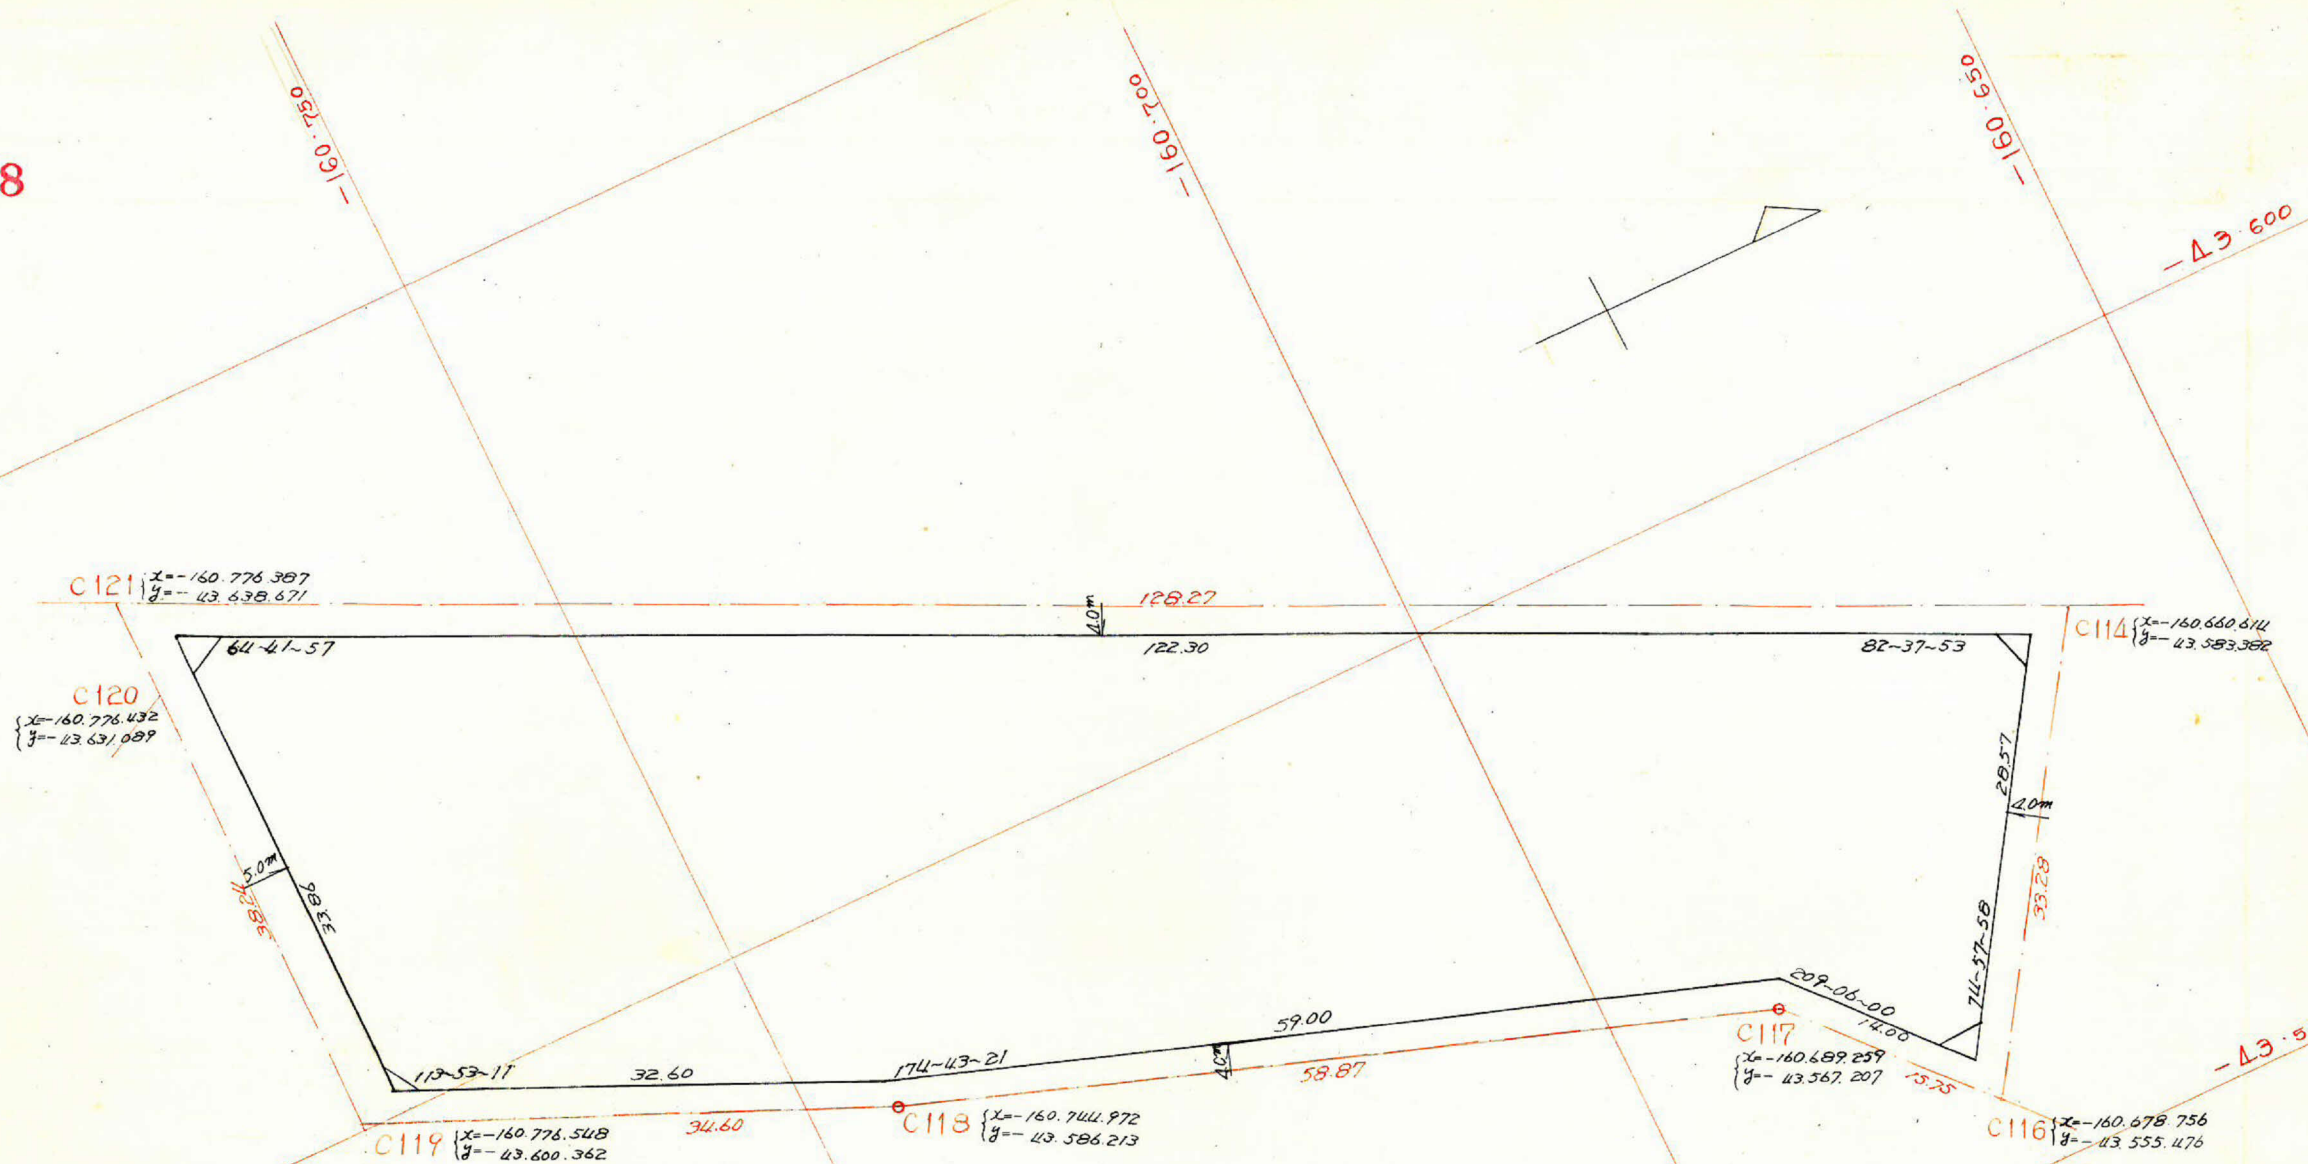 -160.750
-160.700
-160.650
8
-43.600
C121 { x=-160.776.387
y=-43.638.671
4.0m
128.27
C114 { x=-160.660.614
y=-43.583.382
64-41-57
122.30
82-37-53
C120
{ x=-160.776.432
y=-43.631.089
28.57
4.0m
5.0m
38.24
33.86
33.28
74-57-58
209-06-00
14.00
59.00
C117
{ x=-160.689.259
y=-43.567.207
15.75
-43.5
174-43-21
4.0m
58.87
113-53-11
32.60
C118 { x=-160.744.972
y=-43.586.213
34.60
C119 { x=-160.776.548
y=-43.600.362
C116 { x=-160.678.756
y=-43.555.476